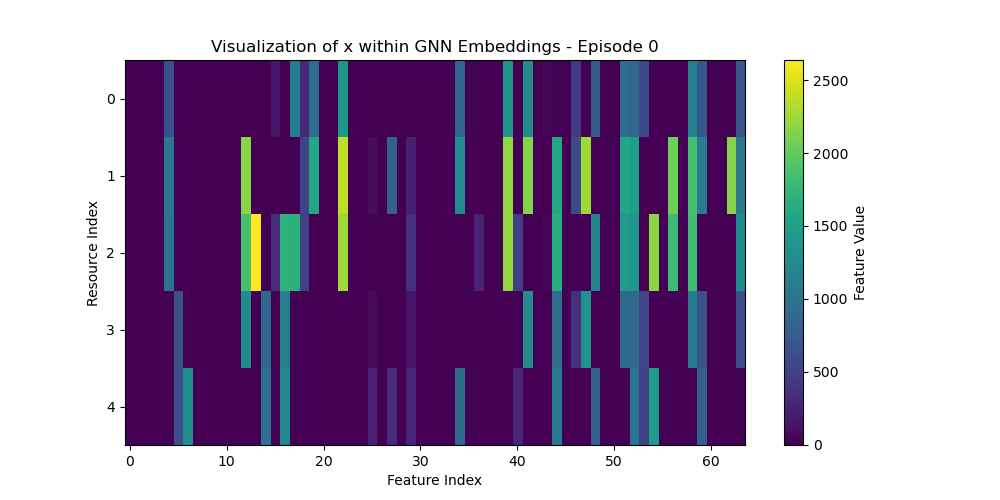 Visualization of x within GNN Embeddings - Episode 0
Resource Index
0
1
2
3
4
0 10 20 30 40 50 60
Feature Index
2500
2000
1500
1000
500
0
Feature Value